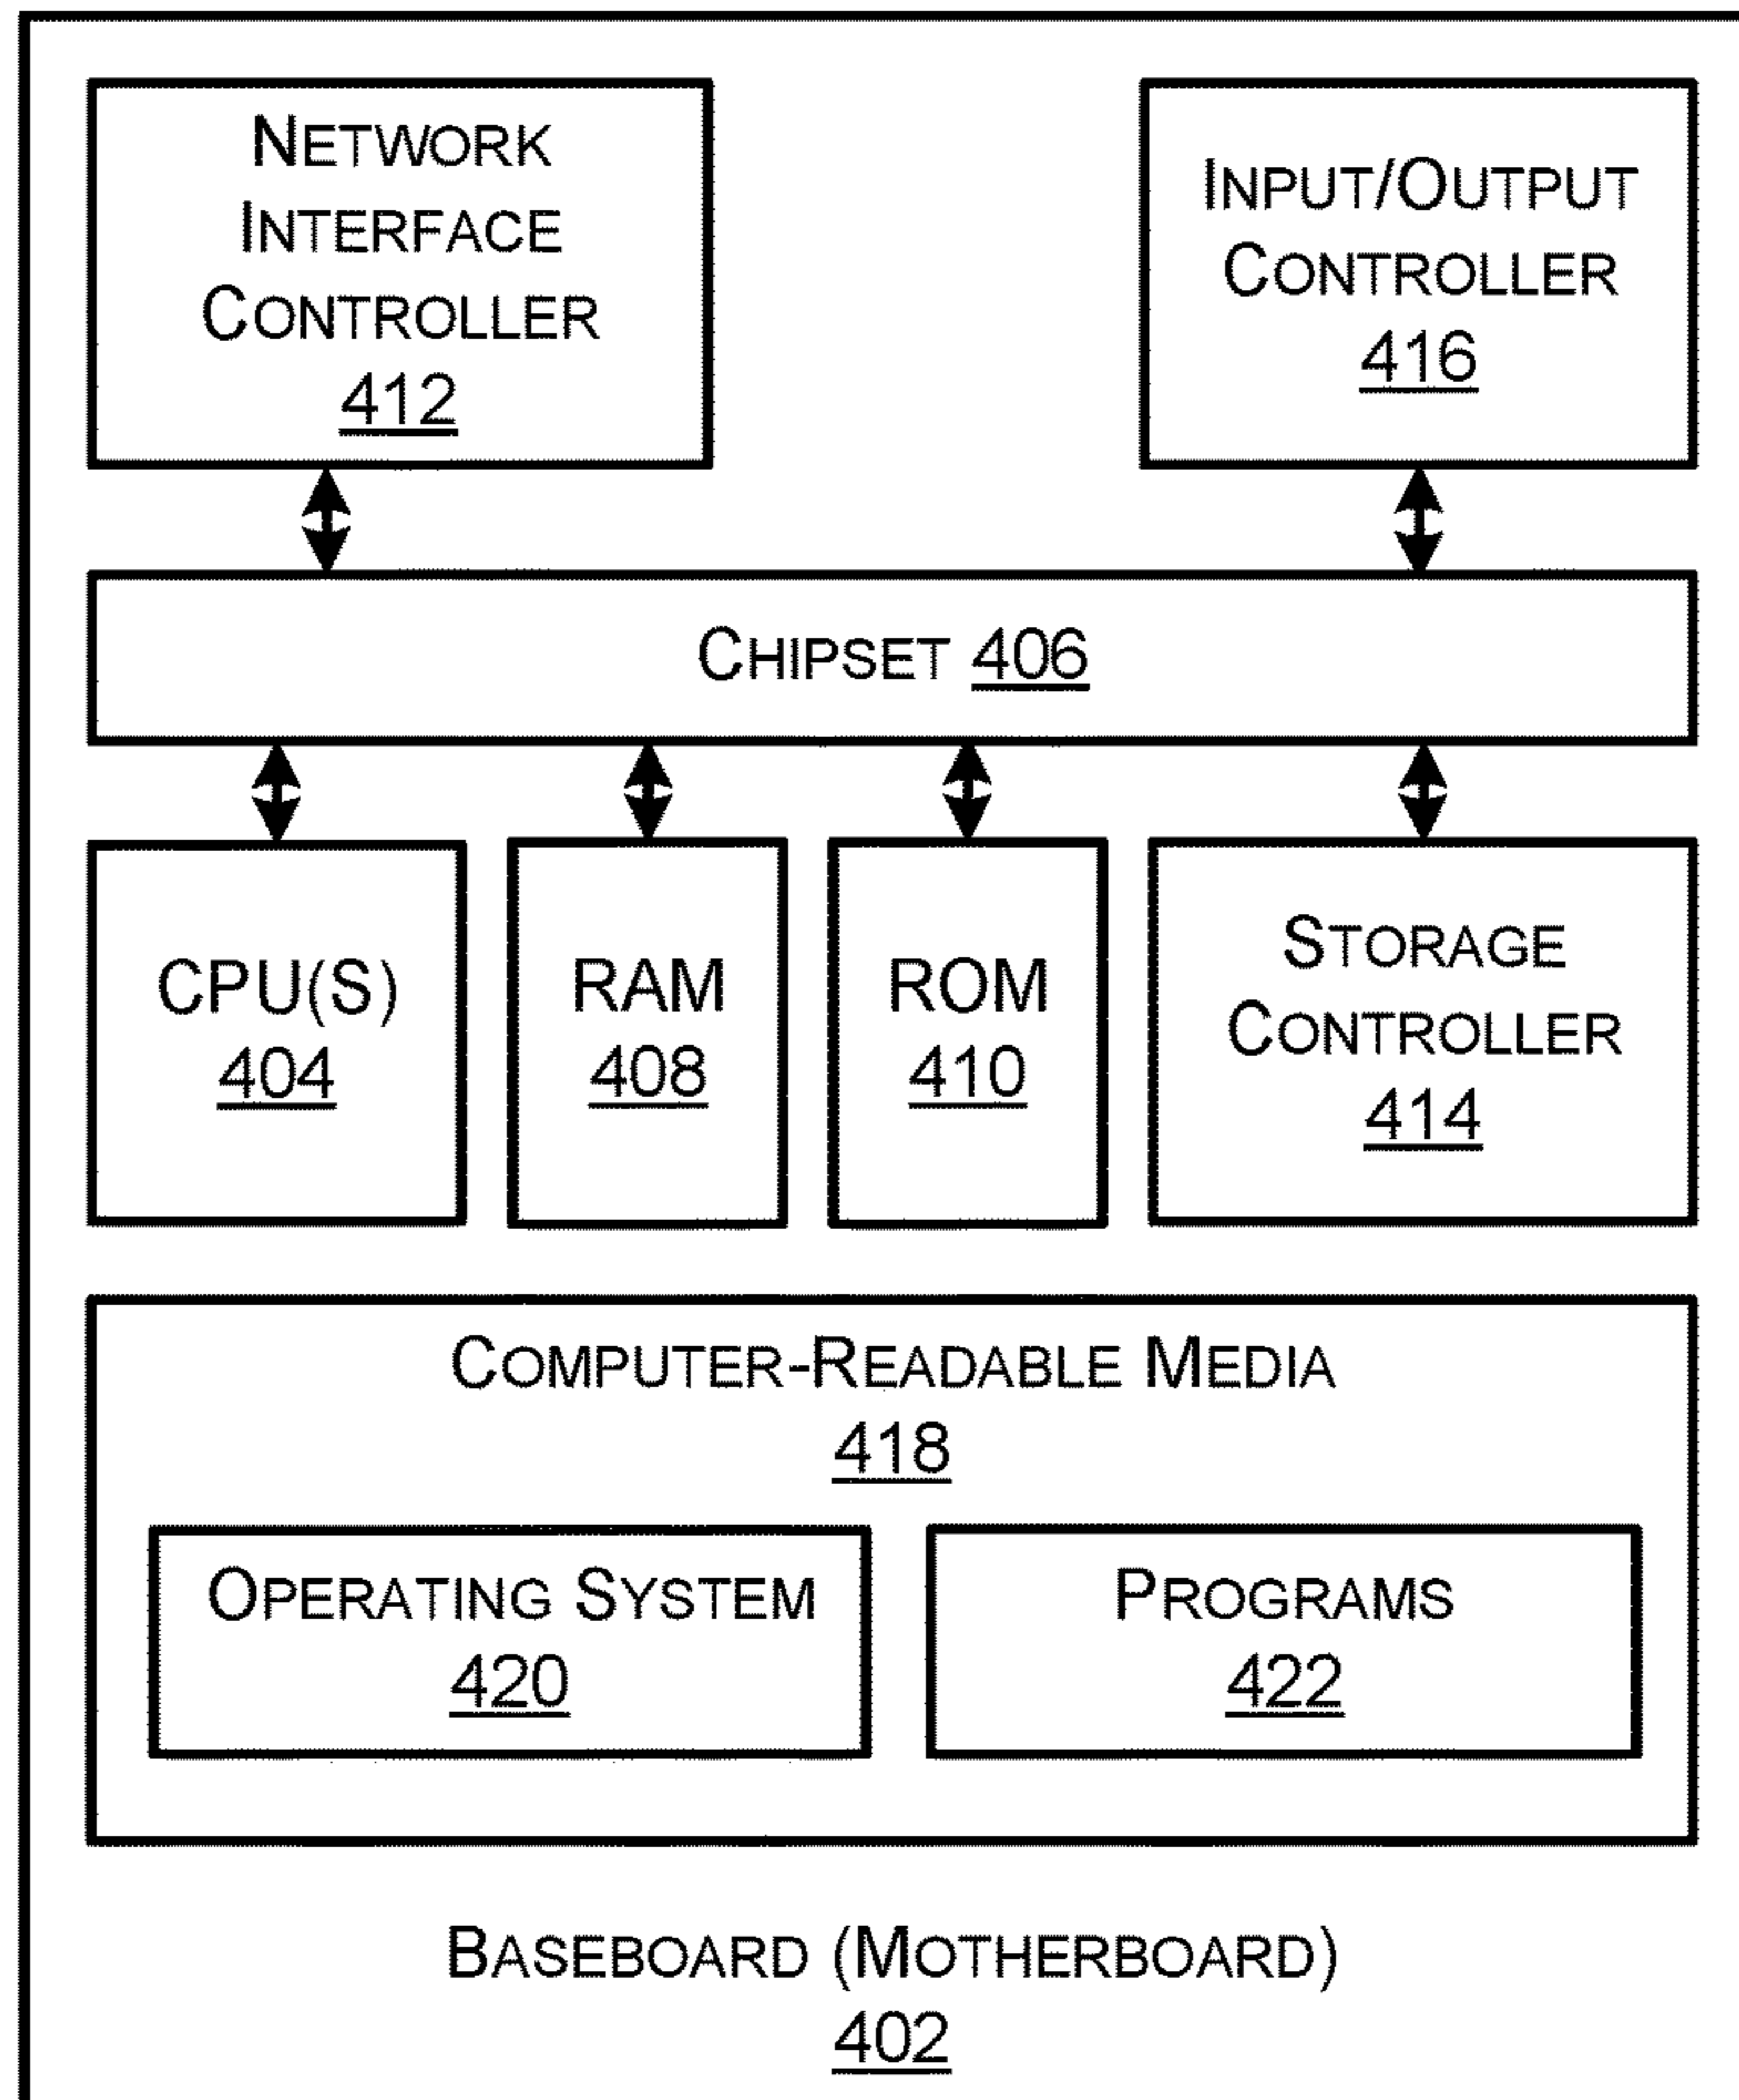 NETWORK
INTERFACE
CONTROLLER
412
INPUT/OUTPUT
CONTROLLER
416
CHIPSET 406
CPU(S)
404
RAM
408
ROM
410
STORAGE
CONTROLLER
414
COMPUTER-READABLE MEDIA
418
OPERATING SYSTEM
420
PROGRAMS
422
BASEBOARD (MOTHERBOARD)
402